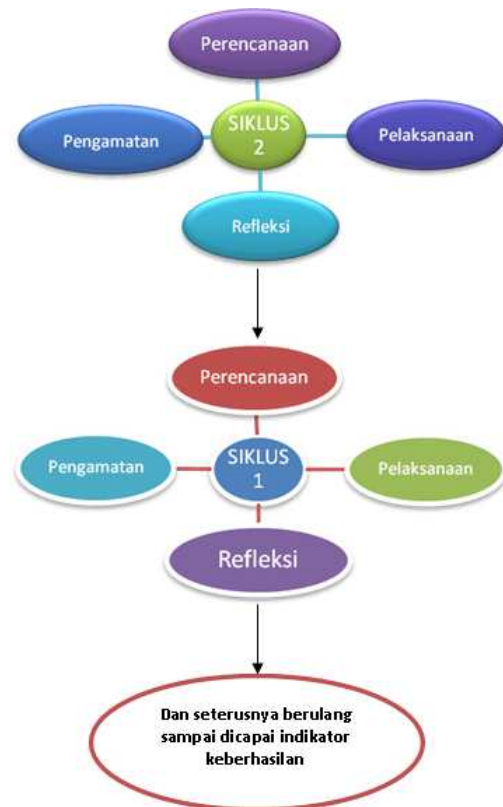 Perencanaan
Pengamatan
SIKLUS
2
Pelaksanaan
Refleksi
Perencanaan
Pengamatan
SIKLUS
1
Pelaksanaan
Refleksi
Dan seterusnya berulang
sampai dicapai indikator
keberhasilan